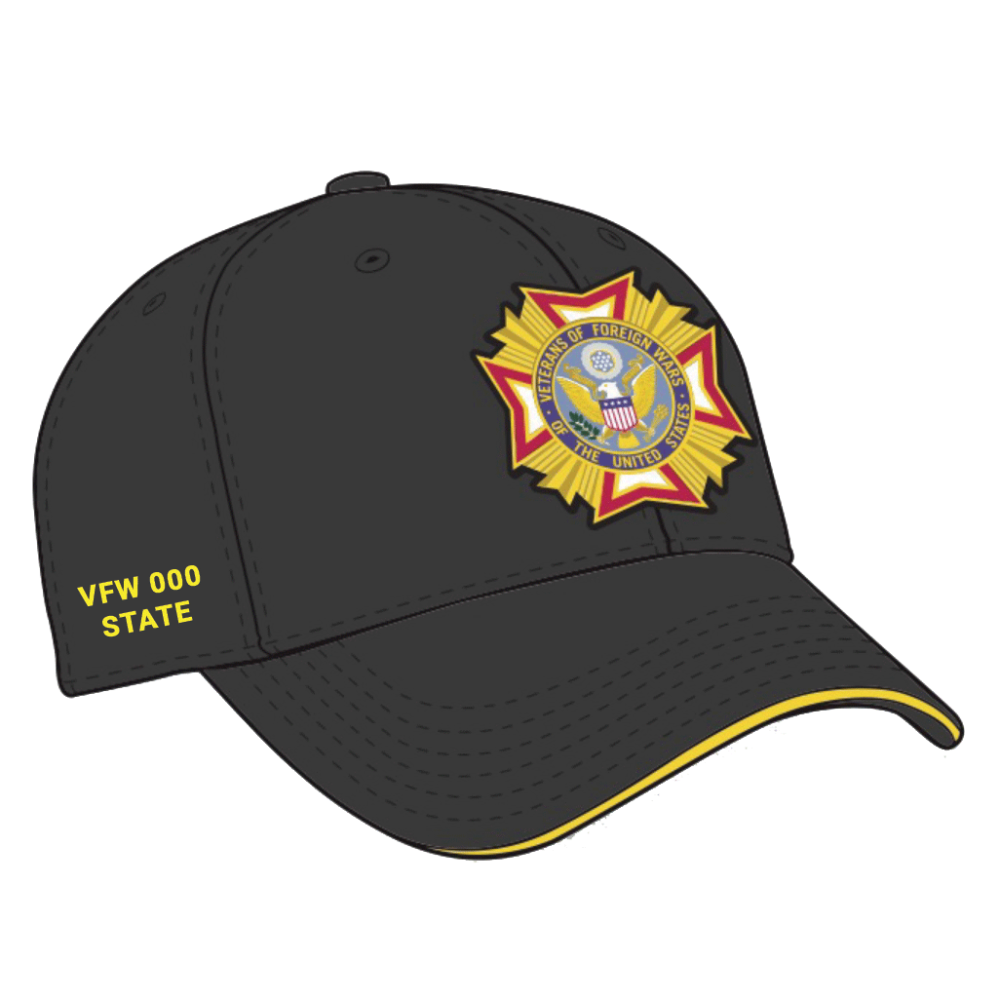 VETERANS OF FOREIGN WARS
OF THE UNITED STATES
VFW 000
STATE